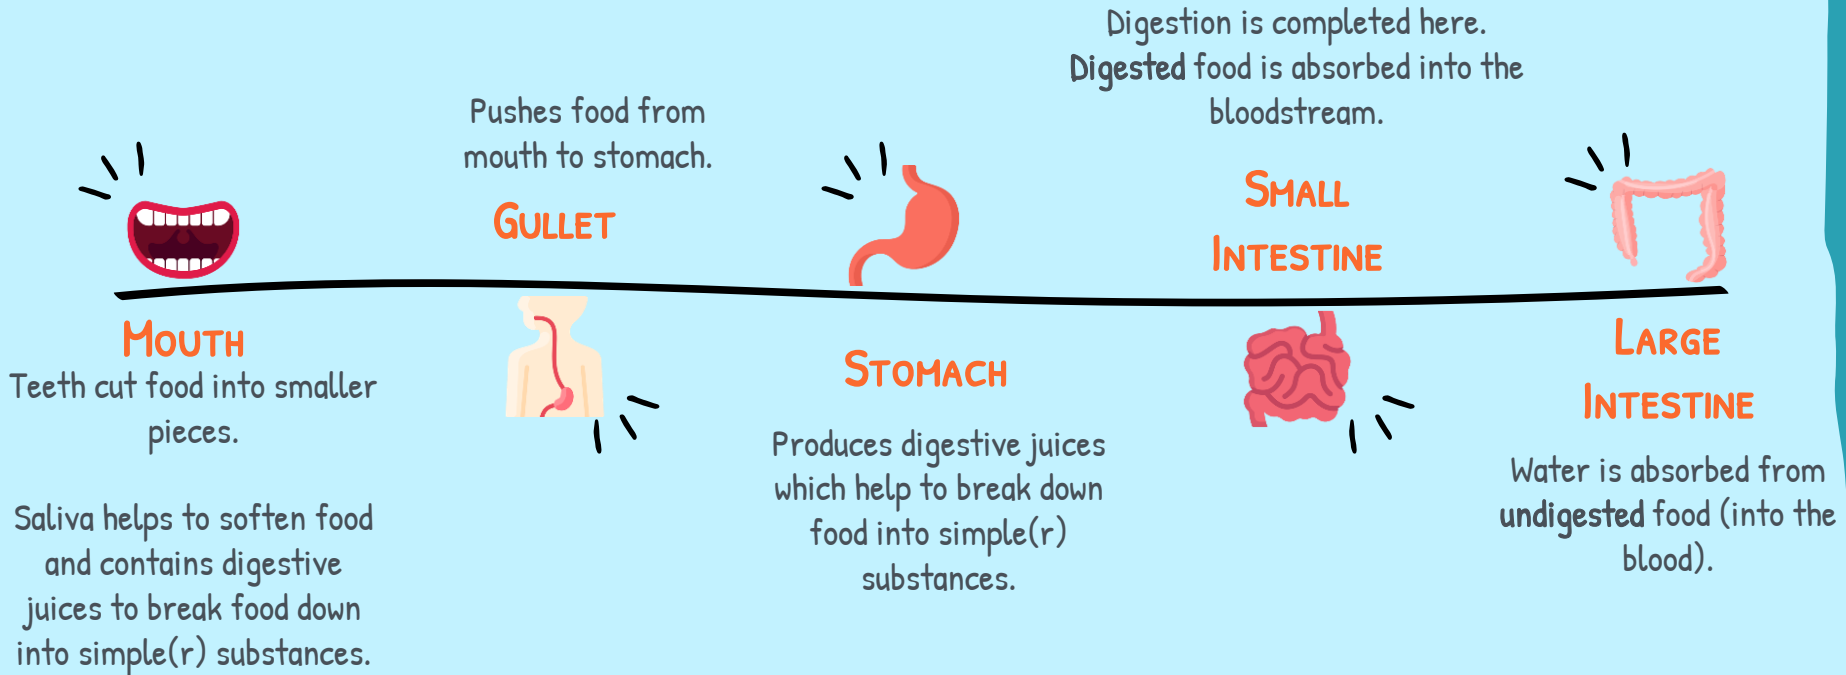 Mouth
Teeth cut food into smaller
pieces.
Saliva helps to soften food
and contains digestive
juices to break food down
into simple(r) substances.
Pushes food from
mouth to stomach.
Gullet
Stomach
Produces digestive juices
which help to break down
food into simple(r)
substances.
Digestion is completed here.
Digested food is absorbed into the
bloodstream.
Small
Intestine
Large
Intestine
Water is absorbed from
undigested food (into the
blood).